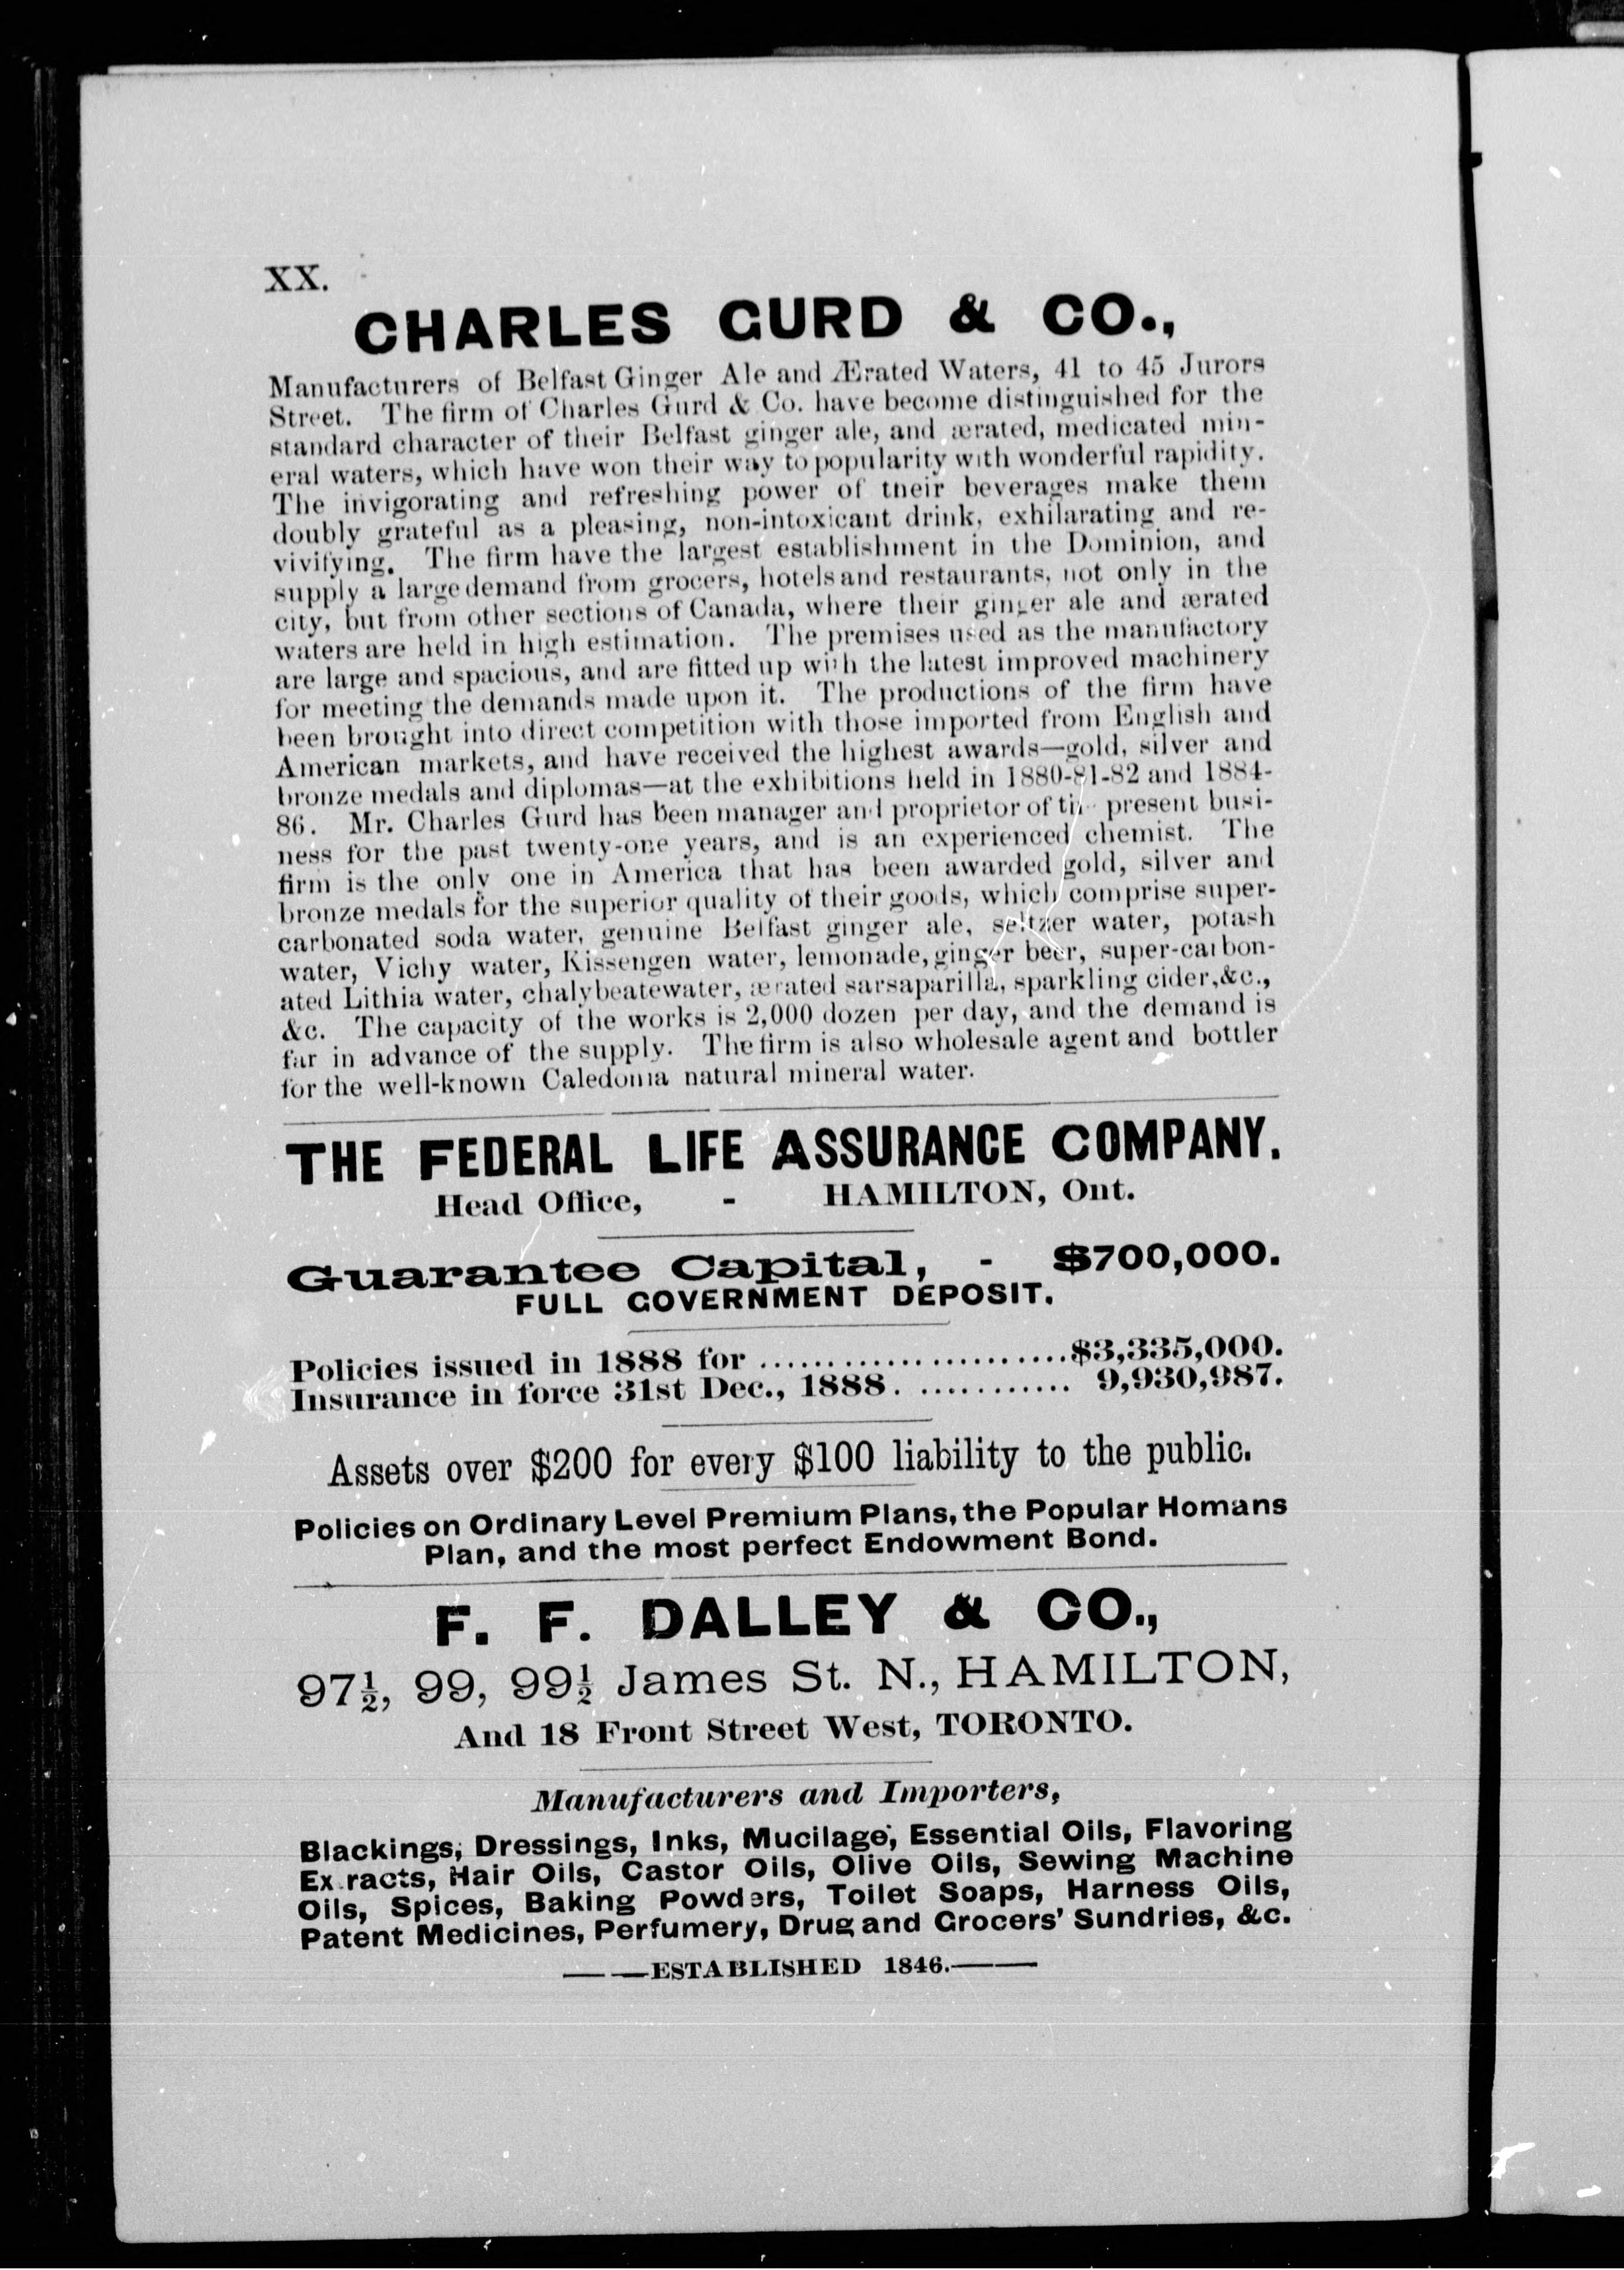 XX.
CHARLES GURD & CO.,
Manufacturers of Belfast Ginger Ale and Ærated Waters, 41 to 45 Jurors
Street. The firm of Charles Gurd & Co. have become distinguished for the
standard character of their Belfast ginger ale, and ærated, medicated min-
eral waters, which have won their way to popularity with wonderful rapidity.
The invigorating and refreshing power of their beverages make them
doubly grateful as a pleasing, non-intoxicant drink, exhilarating and re-
vivifying. The firm have the largest establishment in the Dominion, and
supply a large demand from grocers, hotels and restaurants, not only in the
city, but from other sections of Canada, where their ginger ale and ærated
waters are held in high estimation. The premises used as the manufactory
are large and spacious, and are fitted up with the latest improved machinery
for meeting the demands made upon it. The productions of the firm have
been brought into direct competition with those imported from English and
American markets, and have received the highest awards—gold, silver and
bronze medals and diplomas—at the exhibitions held in 1880-81-82 and 1884-
86. Mr. Charles Gurd has been manager and proprietor of the present busi-
ness for the past twenty-one years, and is an experienced chemist. The
firm is the only one in America that has been awarded gold, silver and
bronze medals for the superior quality of their goods, which comprise super-
carbonated soda water, genuine Belfast ginger ale, seltzer water, potash
water, Vichy water, Kissengen water, lemonade, ginger beer, super-carbon-
ated Lithia water, chalybeatewater, ærated sarsaparilla, sparkling cider, &c.,
&c. The capacity of the works is 2,000 dozen per day, and the demand is
far in advance of the supply. The firm is also wholesale agent and bottler
for the well-known Caledonia natural mineral water.
THE FEDERAL LIFE ASSURANCE COMPANY.
Head Office, - HAMILTON, Ont.
Guarantee Capital, - $700,000.
FULL GOVERNMENT DEPOSIT.
Policies issued in 1888 for ........................$3,335,000.
Insurance in force 31st Dec., 1888. ............ 9,930,987.
Assets over $200 for every $100 liability to the public.
Policies on Ordinary Level Premium Plans, the Popular Homans
Plan, and the most perfect Endowment Bond.
F. F. DALLEY & CO.,
97½, 99, 99½ James St. N., HAMILTON,
And 18 Front Street West, TORONTO.
Manufacturers and Importers,
Blackings, Dressings, Inks, Mucilage, Essential Oils, Flavoring
Ex racts, Hair Oils, Castor Oils, Olive Oils, Sewing Machine
Oils, Spices, Baking Powders, Toilet Soaps, Harness Oils,
Patent Medicines, Perfumery, Drug and Grocers' Sundries, &c.
——ESTABLISHED 1846.——